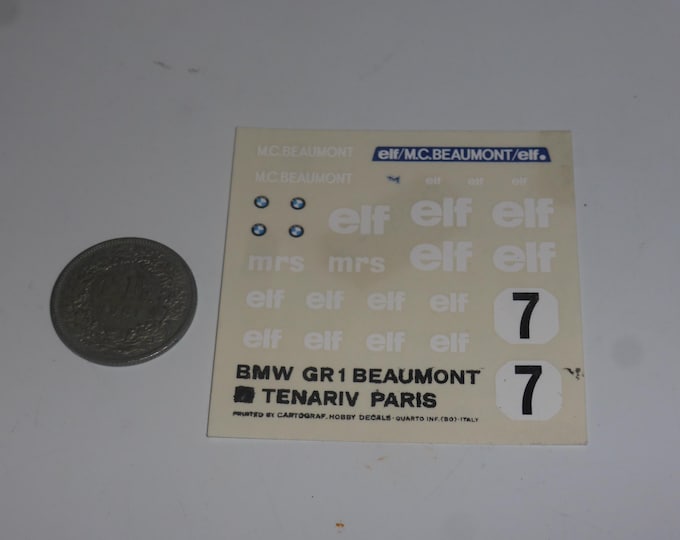 M.C. BEAUMONT
elf/M.C. BEAUMONT/elf.
M.C. BEAUMONT
elf elf elf
elf elf elf
mrs mrs elf elf
elf elf elf elf 7
elf elf elf elf
BMW GR1 BEAUMONT 7
TENARIV PARIS
PRINTED BY CARTOGRAF. HOBBY DECALS - QUARTO INF. (BO) - ITALY